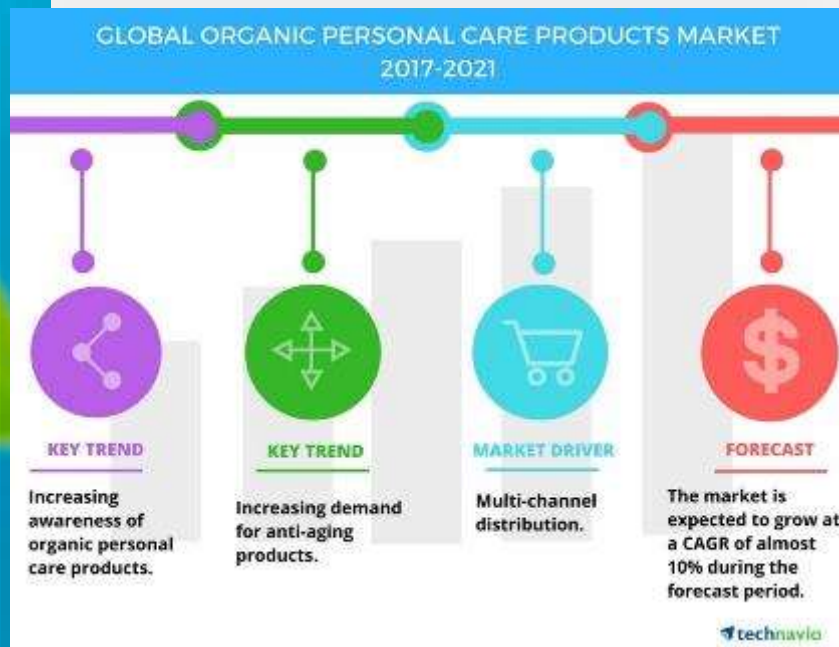 GLOBAL ORGANIC PERSONAL CARE PRODUCTS MARKET
2017-2021
KEY TREND
Increasing
awareness of
organic personal
care products.
KEY TREND
Increasing demand
for anti-aging
products.
MARKET DRIVER
Multi-channel
distribution.
FORECAST
The market is
expected to grow at
a CAGR of almost
10% during the
forecast period.
technavio